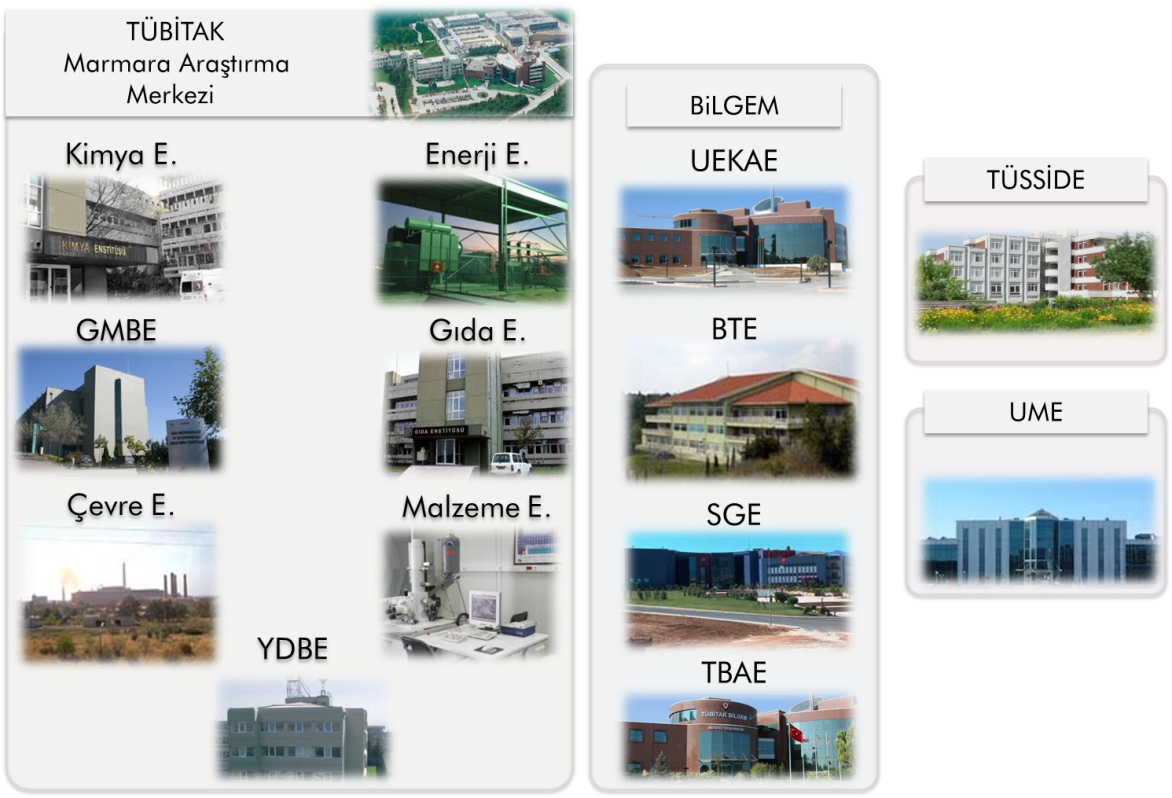 TÜBİTAK
Marmara Araştırma
Merkezi
Kimya E.
KİMYA ENSTİTÜSÜ
Enerji E.
GMBE
Gıda E.
GIDA ENSTİTÜSÜ
Çevre E.
Malzeme E.
YDBE
BiLGEM
UEKAE
BTE
SGE
TBAE
TÜBİTAK BİLGEM
TÜSSİDE
UME